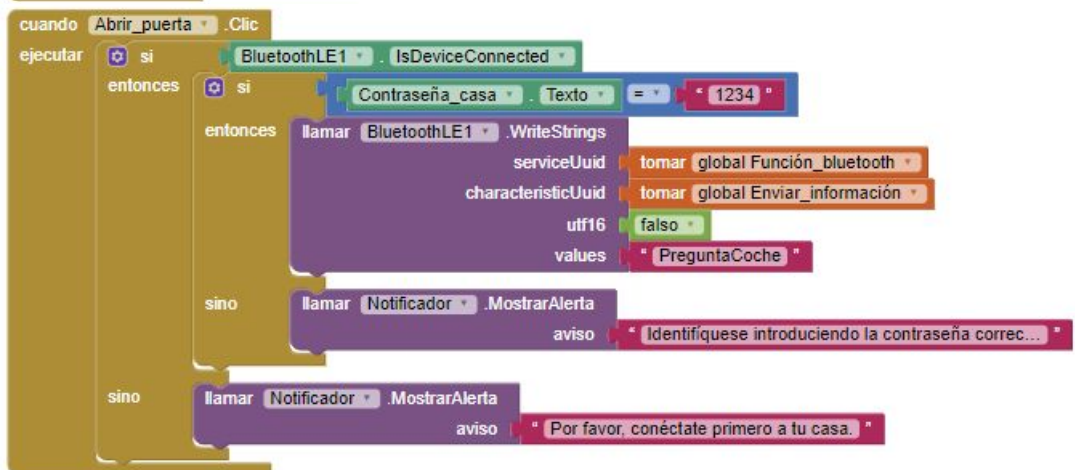 cuando Abrir_puerta .Clic
ejecutar si BluetoothLE1 . IsDeviceConnected
entonces si Contraseña_casa . Texto = " 1234 "
entonces llamar BluetoothLE1 .WriteStrings
serviceUuid tomar global Función_bluetooth
characteristicUuid tomar global Enviar_información
utf16 falso
values " PreguntaCoche "
sino llamar Notificador .MostrarAlerta
aviso " Identifíquese introduciendo la contraseña correc... "
sino llamar Notificador .MostrarAlerta
aviso " Por favor, conéctate primero a tu casa. "